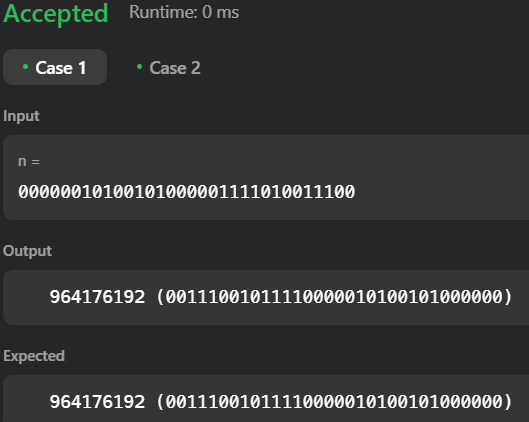 Accepted Runtime: 0 ms
• Case 1 • Case 2
Input
n =
00000010100101000001111010011100
Output
964176192 (00111001011110000010100101000000)
Expected
964176192 (00111001011110000010100101000000)